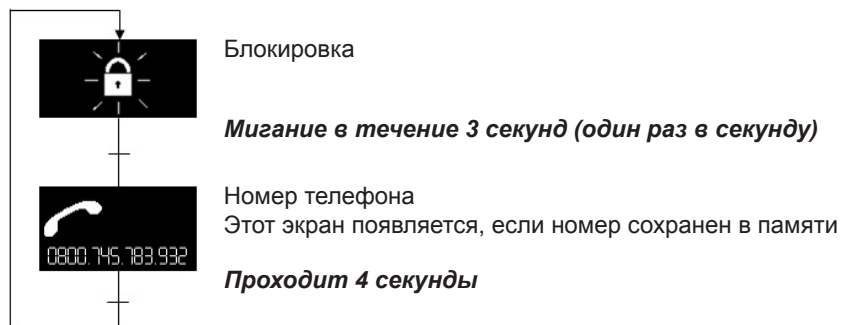 Блокировка
Мигание в течение 3 секунд (один раз в секунду)
Номер телефона
Этот экран появляется, если номер сохранен в памяти
0800.745.783.932
Проходит 4 секунды